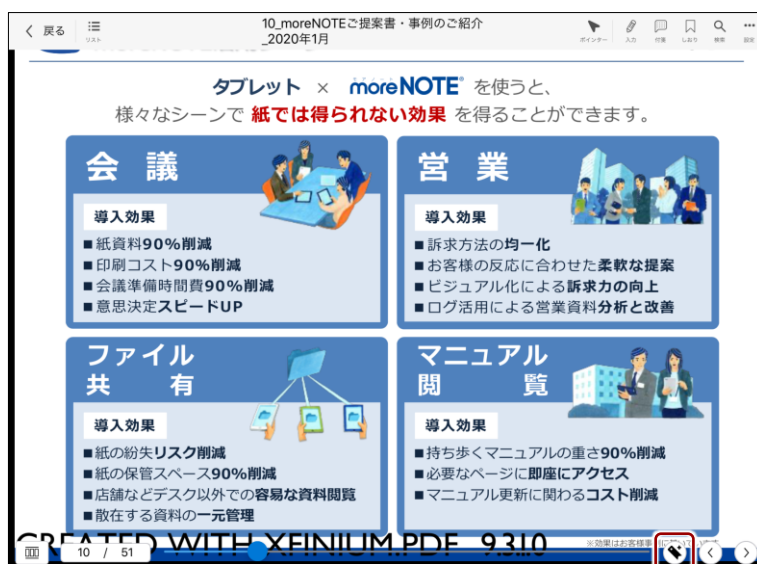 戻る
リスト
10_moreNOTEご提案書・事例のご紹介
_2020年1月
ポインター 入力 付箋 しおり 検索 設定
タブレット × moreNOTE を使うと、
様々なシーンで 紙では得られない効果 を得ることができます。
会議
導入効果
■紙資料90%削減
■印刷コスト90%削減
■会議準備時間費90%削減
■意思決定スピードUP
営業
導入効果
■訴求方法の均一化
■お客様の反応に合わせた柔軟な提案
■ビジュアル化による訴求力の向上
■ログ活用による営業資料分析と改善
ファイル
共有
導入効果
■紙の紛失リスク削減
■紙の保管スペース90%削減
■店舗などデスク以外での容易な資料閲覧
■散在する資料の一元管理
マニュアル
閲覧
導入効果
■持ち歩くマニュアルの重さ90%削減
■必要なページに即座にアクセス
■マニュアル更新に関わるコスト削減
※効果はお客様事例
CREATED WITH XFINIUM.PDF 9.3.1.0
10 / 51